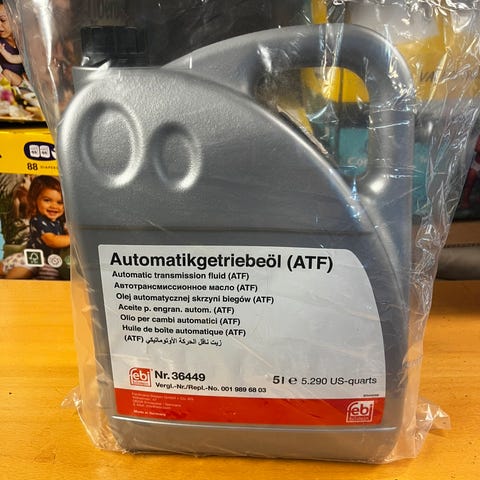 Automatikgetriebeöl (ATF)
Automatic transmission fluid (ATF)
Автотрансмиссионное масло (ATF)
Olej automatycznej skrzyni biegów (ATF)
Aceite p. engran. autom. (ATF)
Olio per cambi automatici (ATF)
Huile de boîte automatique (ATF)
زيت ناقل الحركة الأوتوماتيكي (ATF)
febi
Nr. 36449
Vergl.-Nr./Repl.-No. 001 989 68 03
5 l e 5.290 US-quarts
Made in Germany
febi
88